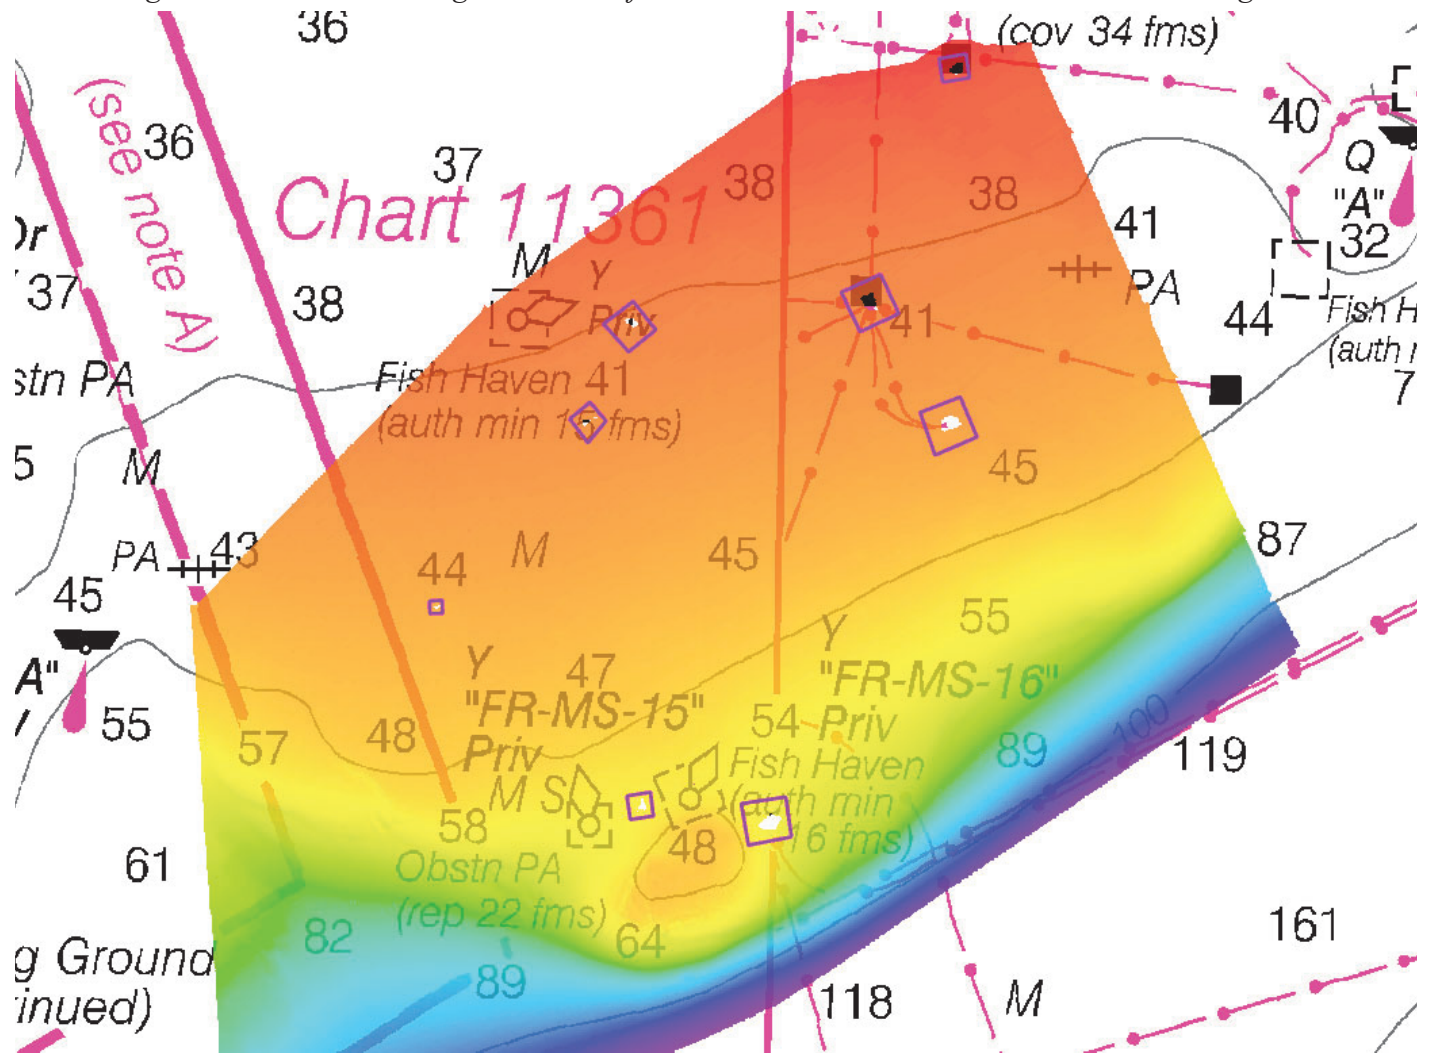 36
(cov 34 fms)
36
(see note A)
37
Chart 11361
38
38
40
Q
"A"
32
41
PA
44
Fish H
(auth
7
37
38
M
Y
Priv
41
Fish Haven 41
(auth min 15 fms)
stn PA
5
M
45
PA
43
45
A"
55
44
M
45
87
55
Y
"FR-MS-16"
Priv
54
Y
47
"FR-MS-15"
Priv
M S
57
48
58
Fish Haven
(auth min
16 fms)
48
89
100
119
61
Obstn PA
(rep 22 fms)
82
64
89
g Ground
inued)
118
M
161